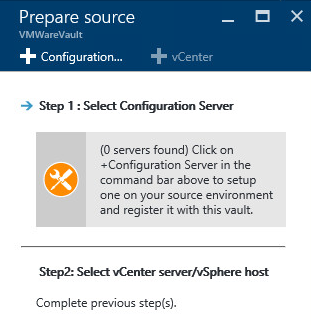 Prepare source
VMWareVault
Configuration...
vCenter
Step 1 : Select Configuration Server
(0 servers found) Click on
+Configuration Server in the
command bar above to setup
one on your source environment
and register it with this vault.
Step2: Select vCenter server/vSphere host
Complete previous step(s).